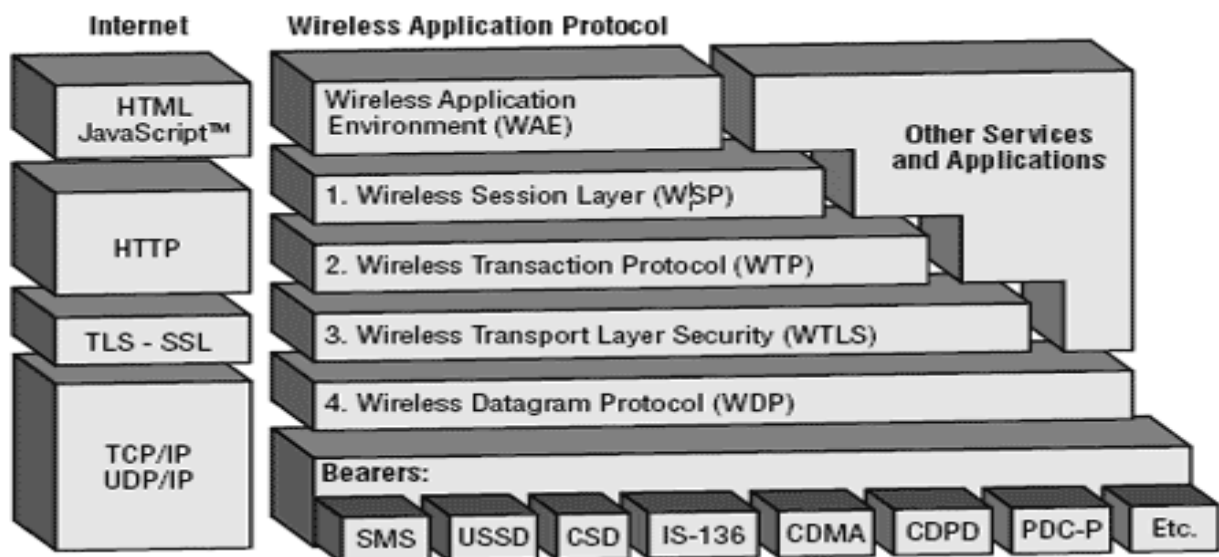 Internet
HTML
JavaScript™
HTTP
TLS - SSL
TCP/IP
UDP/IP
Wireless Application Protocol
Wireless Application
Environment (WAE)
1. Wireless Session Layer (WSP)
2. Wireless Transaction Protocol (WTP)
3. Wireless Transport Layer Security (WTLS)
4. Wireless Datagram Protocol (WDP)
Other Services
and Applications
Bearers:
SMS
USSD
CSD
IS-136
CDMA
CDPD
PDC-P
Etc.